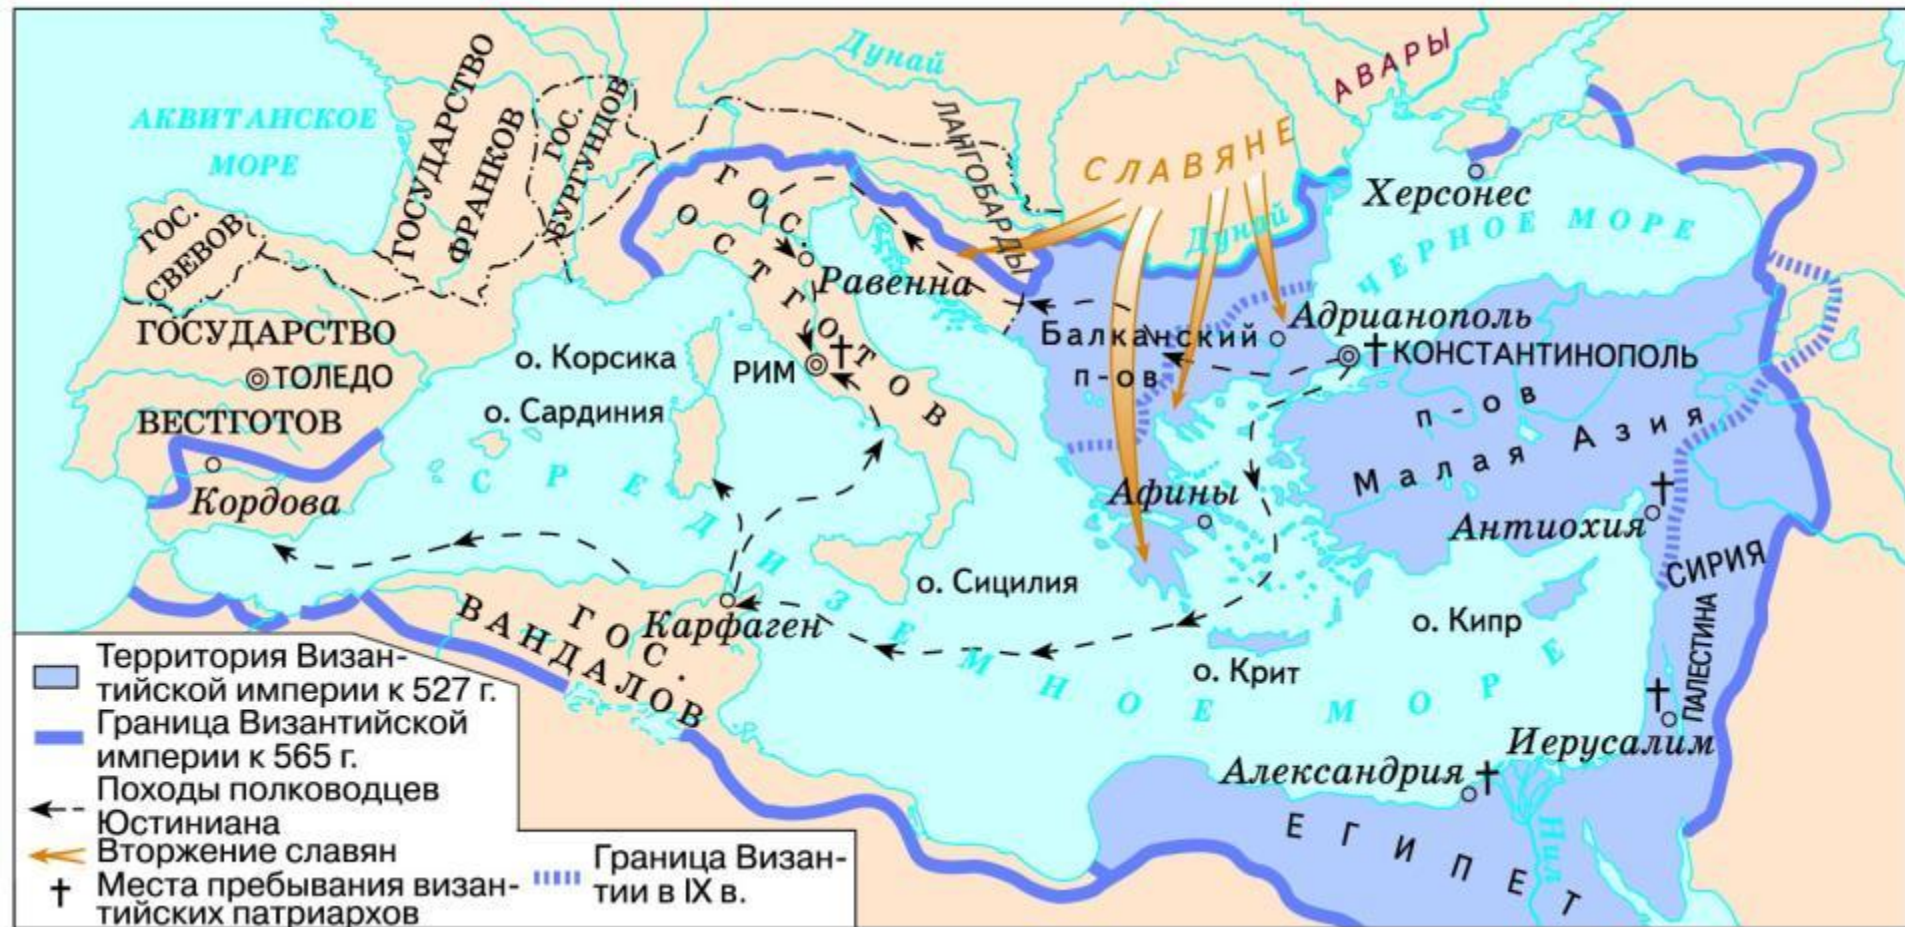 АКВИТАНСКОЕ
МОРЕ
ГОСУДАРСТВО
ФРАНКОВ
ГОС.
БУРГУНДОВ
Дунай
ЛАНГОБАРДЫ
АВАРЫ
СЛАВЯНЕ
Дунай
Херсонес
ЧЕРНОЕ МОРЕ
ГОС.
СВЕВОВ
ГОС.
ОСТГОТОВ
Равенна
ГОСУДАРСТВО
ТОЛЕДО
ВЕСТГОТОВ
Кордова
о. Корсика
о. Сардиния
РИМ
Балканский
п-ов
Адрианополь
КОНСТАНТИНОПОЛЬ
п-ов
Малая Азия
Афины
Антиохия
СИРИЯ
ПАЛЕСТИНА
Иерусалим
о. Сицилия
о. Кипр
о. Крит
СРЕДИЗЕМНОЕ МОРЕ
Карфаген
ГОС.
ВАНДАЛОВ
Александрия
ЕГИПЕТ
Нил
Территория Визан-
тийской империи к 527 г.
Граница Византийской
империи к 565 г.
Походы полководцев
Юстиниана
Вторжение славян
Места пребывания визан-
тийских патриархов
Граница Визан-
тии в IX в.